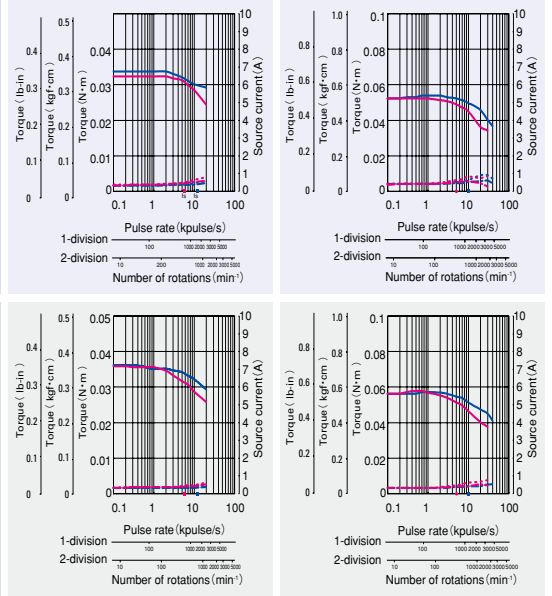 0.4
0.3
0.2
0.1
0
Torque (lb-in)
0.5
0.4
0.3
0.2
0.1
0
Torque (kgf・cm)
0.04
0.03
0.02
0.01
0
Torque (N・m)
10
9
8
7
6
5
4
3
2
1
0
Source current (A)
fs fs
0.1 1 10 100
Pulse rate (kpulse/s)
1-division
100 1000 2000 3000 5000
2-division
10 200 1000 2000 3000 5000
Number of rotations (min-1)
0.8
0.6
0.4
0.2
0
Torque (lb-in)
1.0
0.8
0.6
0.4
0.2
0
Torque (kgf・cm)
0.1
0.08
0.06
0.04
0.02
0
Torque (N・m)
10
9
8
7
6
5
4
3
2
1
0
Source current (A)
0.1 1 10 100
Pulse rate (kpulse/s)
1-division
100 1000 2000 3000 5000
2-division
10 100 1000 2000 3000 5000
Number of rotations (min-1)
0.4
0.3
0.2
0.1
0
Torque (lb-in)
0.5
0.4
0.3
0.2
0.1
0
Torque (kgf・cm)
0.05
0.04
0.03
0.02
0.01
0
Torque (N・m)
10
9
8
7
6
5
4
3
2
1
0
Source current (A)
0.1 1 10 100
Pulse rate (kpulse/s)
1-division
100 1000 2000 3000 5000
2-division
10 100 1000 2000 3000 5000
Number of rotations (min-1)
0.8
0.6
0.4
0.2
0
Torque (lb-in)
1.0
0.8
0.6
0.4
0.2
0
Torque (kgf・cm)
0.1
0.08
0.06
0.04
0.02
0
Torque (N・m)
10
9
8
7
6
5
4
3
2
1
0
Source current (A)
0.1 1 10 100
Pulse rate (kpulse/s)
1-division
100 1000 2000 3000 5000
2-division
10 100 1000 2000 3000 5000
Number of rotations (min-1)